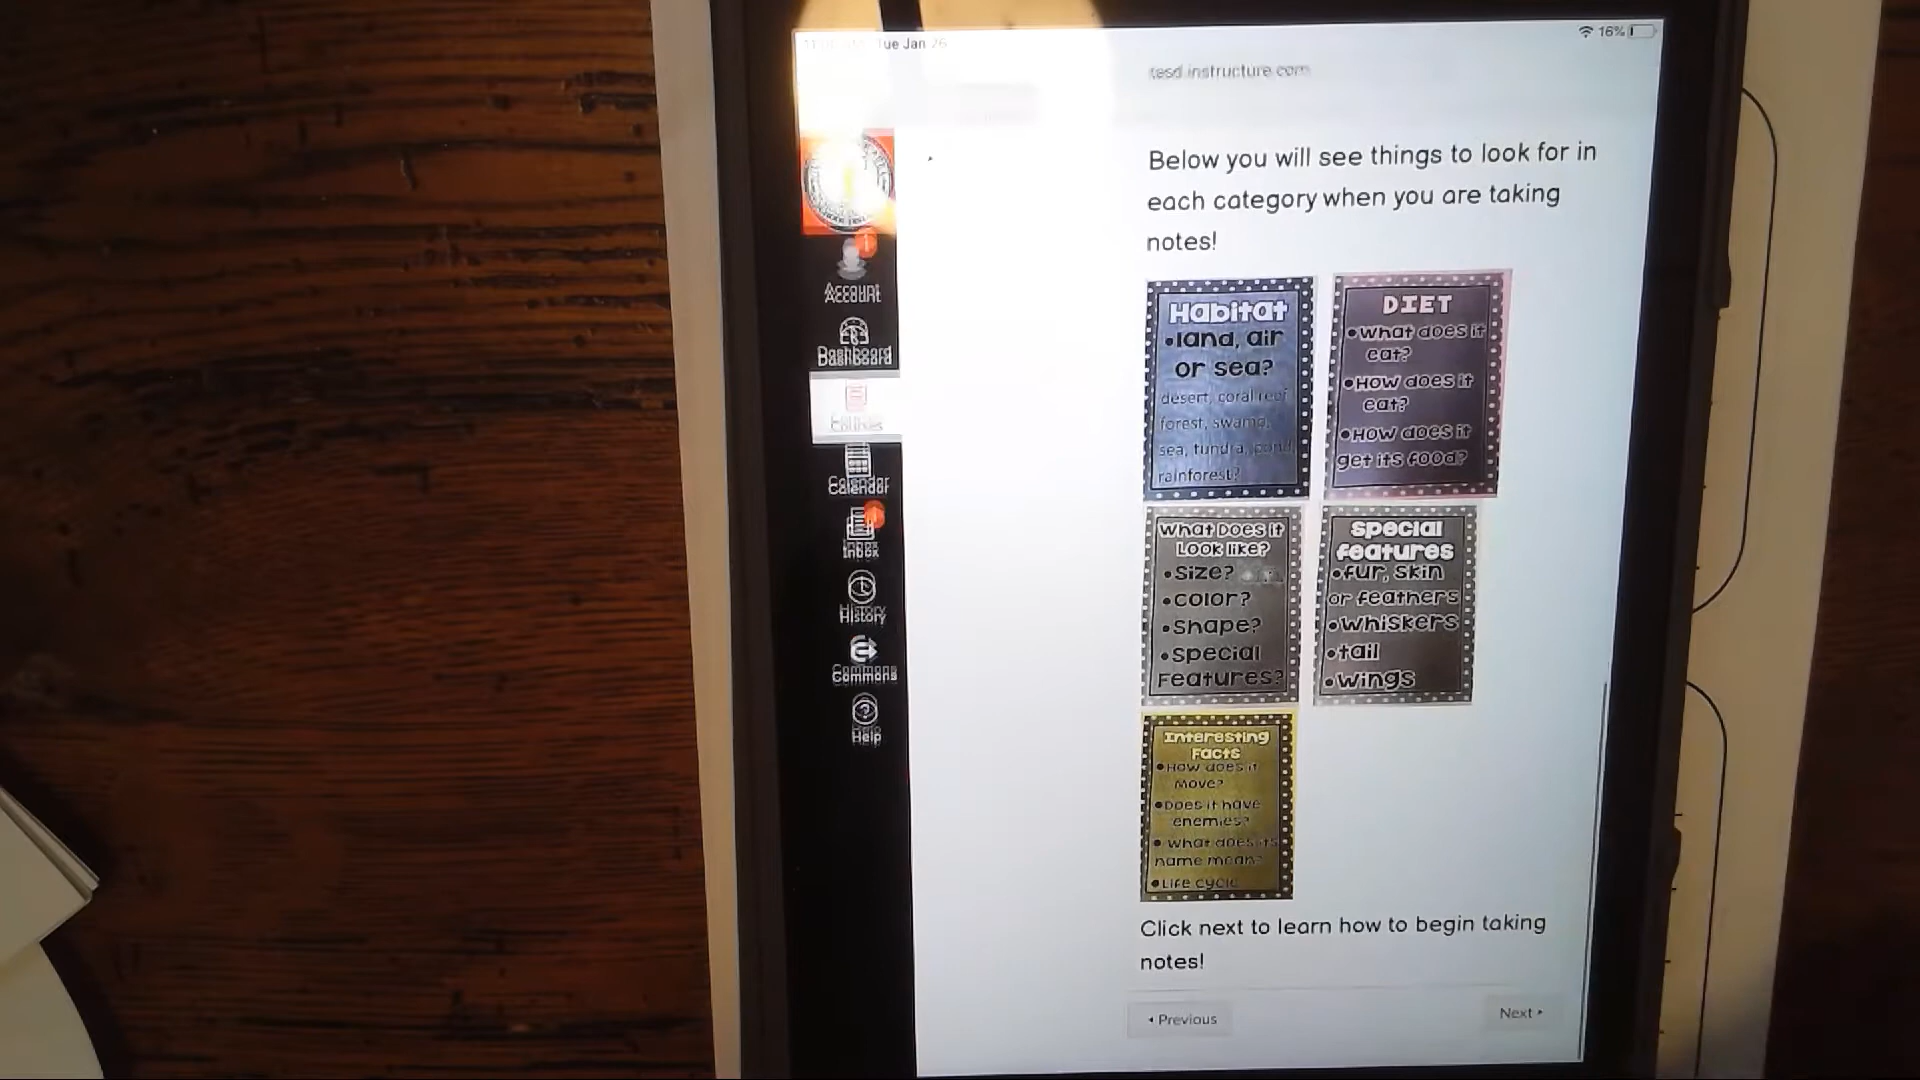 Tue Jan 26
16%
tesd.instructure.com
Below you will see things to look for in
each category when you are taking
notes!
Account
Dashboard
Courses
Calendar
Inbox
History
Commons
Help
1
1
Habitat
•land, air
or sea?
desert, coral reef
forest, swamp,
sea, tundra, pond,
rainforest?
DIET
•What does it
eat?
•How does it
eat?
•How does it
get its food?
What Does it
Look like?
•Size?
•color?
•Shape?
•Special
Features?
Special
features
•fur, skin
or feathers
•whiskers
•tail
•wings
Interesting
Facts
•How does it
Move?
•Does it have
enemies?
• What does its
name mean?
•Life cycle
Click next to learn how to begin taking
notes!
◂ Previous
Next ▸